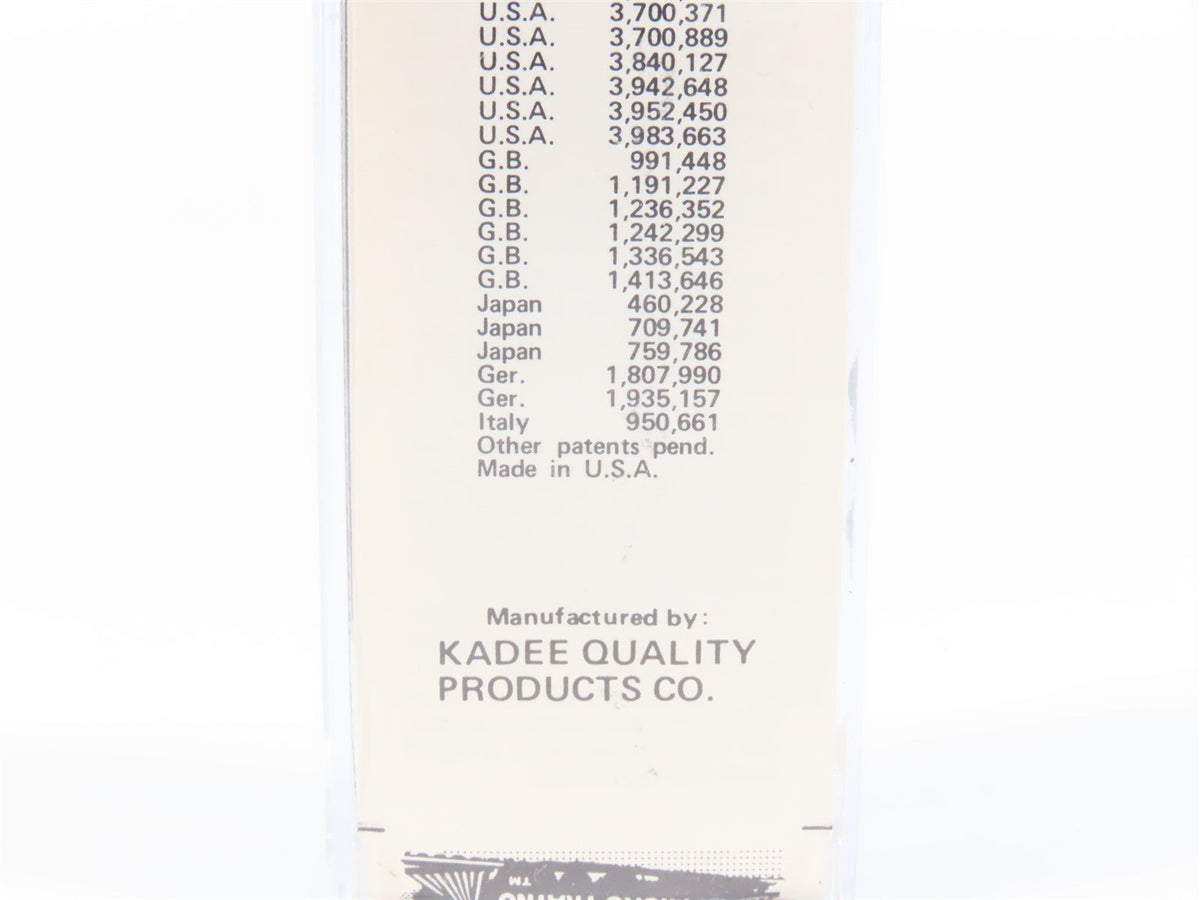 U.S.A. 3,700,371
U.S.A. 3,700,889
U.S.A. 3,840,127
U.S.A. 3,942,648
U.S.A. 3,952,450
U.S.A. 3,983,663
G.B. 991,448
G.B. 1,191,227
G.B. 1,236,352
G.B. 1,242,299
G.B. 1,336,543
G.B. 1,413,646
Japan 460,228
Japan 709,741
Japan 759,786
Ger. 1,807,990
Ger. 1,935,157
Italy 950,661
Other patents pend.
Made in U.S.A.
Manufactured by:
KADEE QUALITY
PRODUCTS CO.
TM